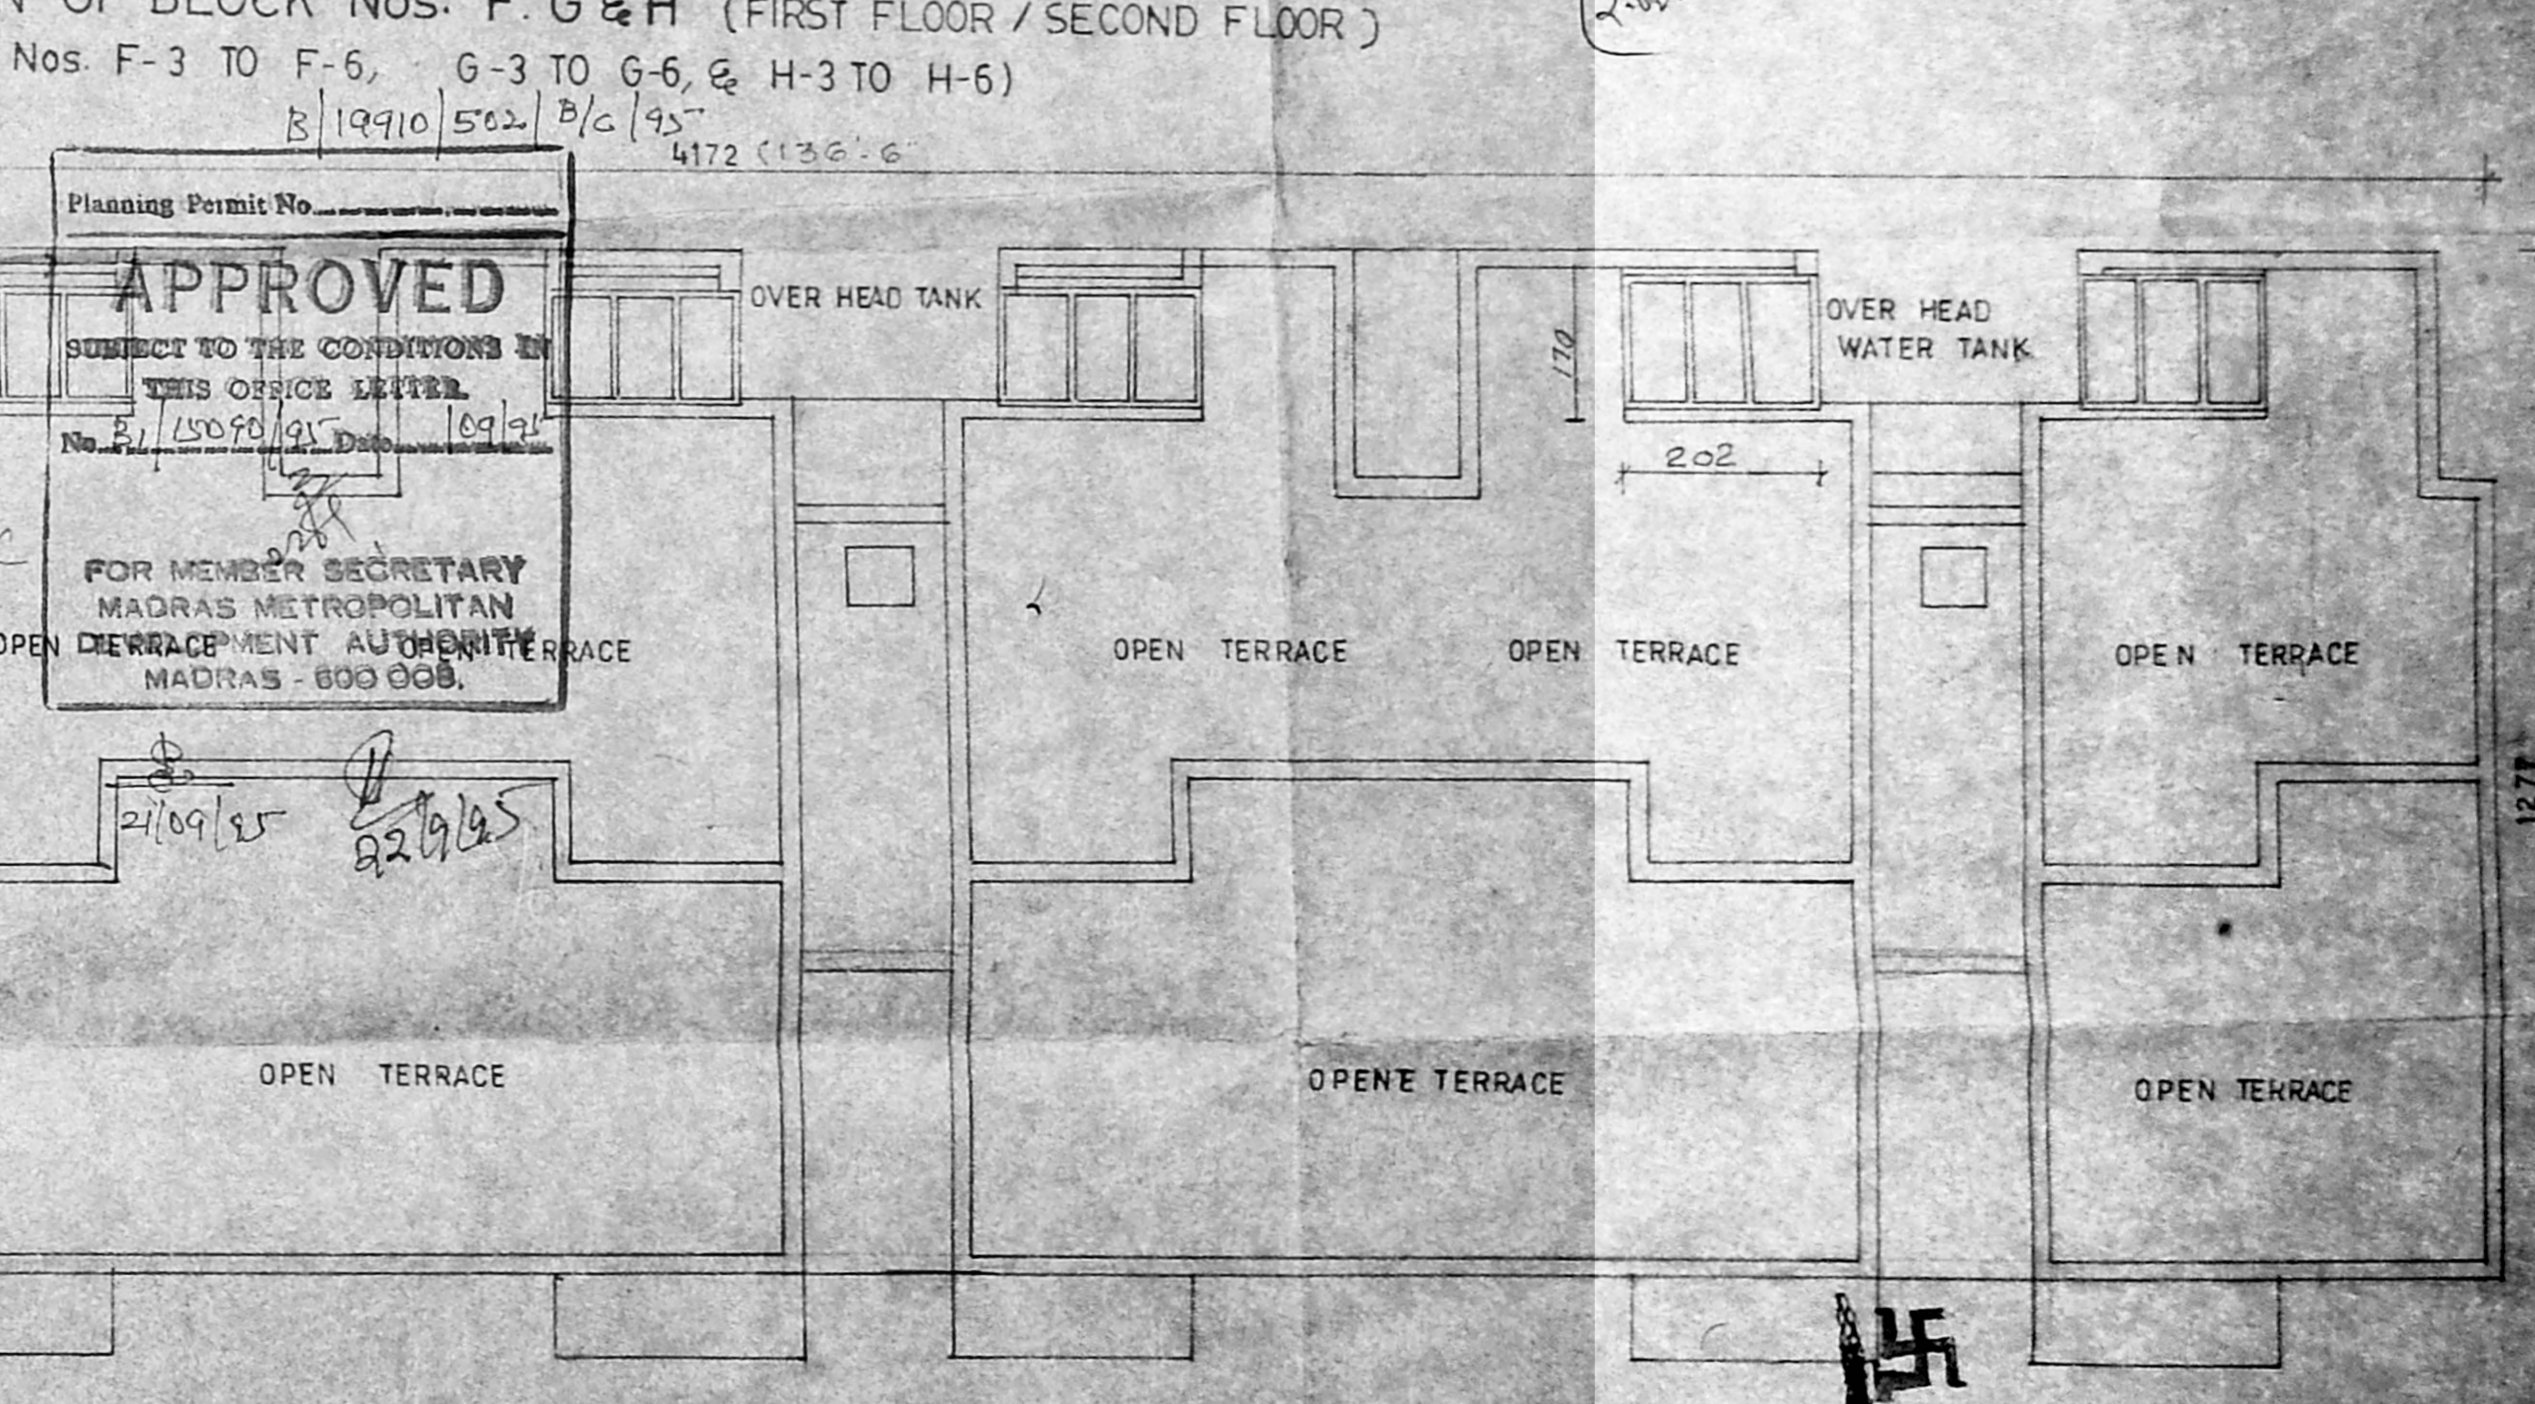 OF BLOCK Nos. F. G & H (FIRST FLOOR / SECOND FLOOR)
Nos. F-3 TO F-6, G-3 TO G-6, & H-3 TO H-6)
B/19910/502/B/C/95
4172 (136'-6"
Planning Permit No.
APPROVED
SUBJECT TO THE CONDITIONS IN
THIS OFFICE LETTER
No. B1/15090/95 Date /09/95
FOR MEMBER SECRETARY
MADRAS METROPOLITAN
DEVELOPMENT AUTHORITY
MADRAS - 600 008.
21/09/95
22/9/95
OVER HEAD TANK
OVER HEAD
WATER TANK
170
202
OPEN TERRACE
OPEN TERRACE
OPEN TERRACE
OPEN TERRACE
OPEN TERRACE
1277
OPEN TERRACE
OPENE TERRACE
OPEN TERRACE